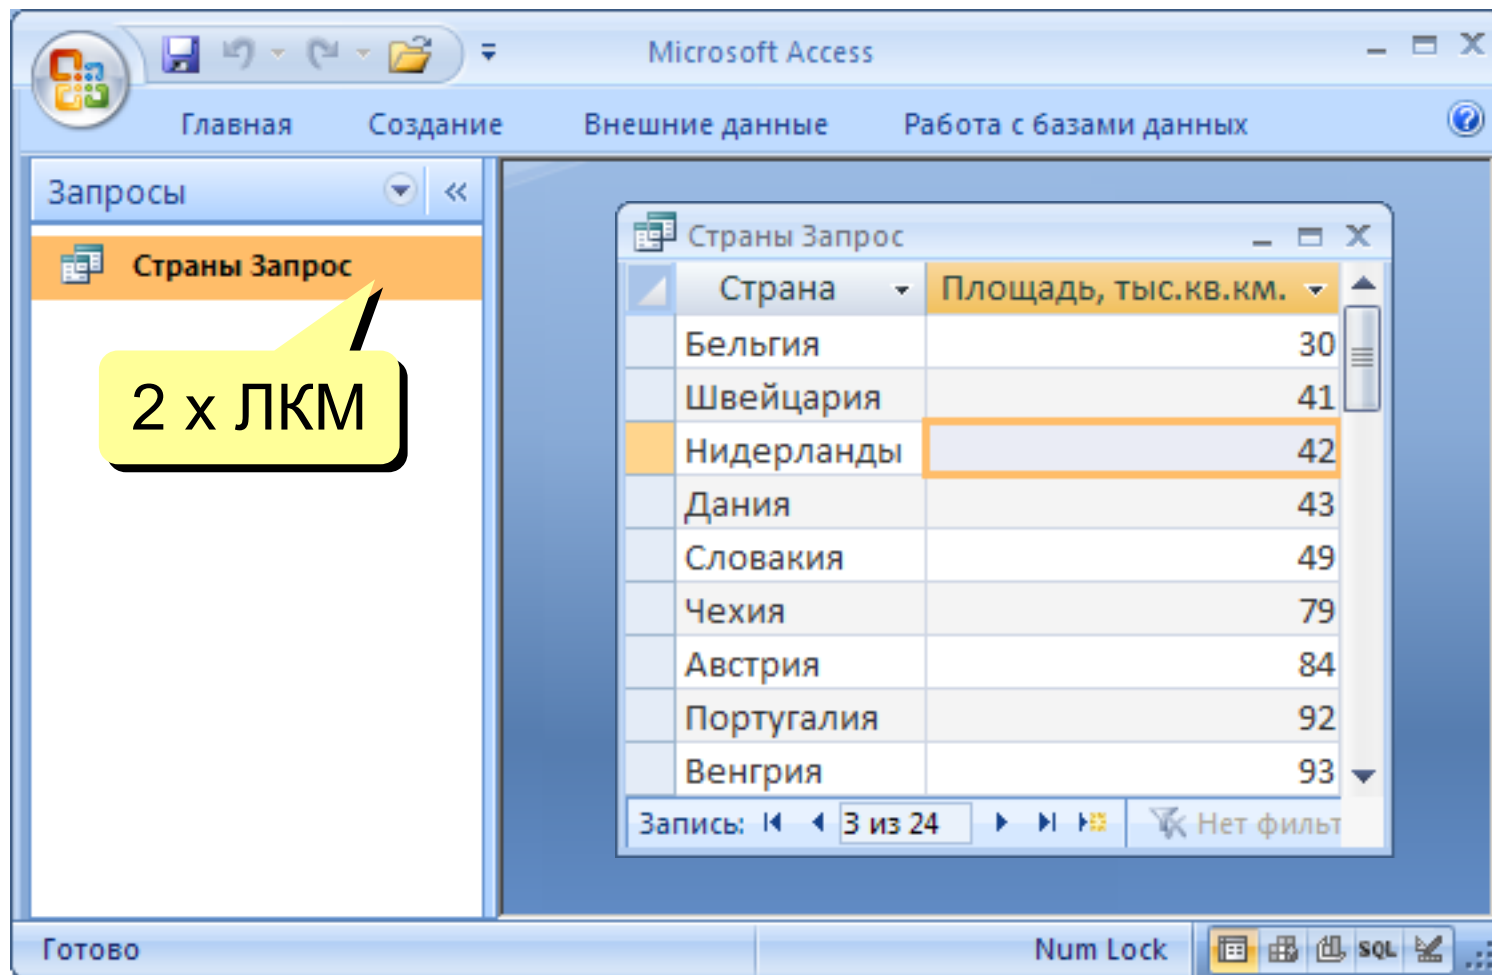 Microsoft Access
Главная Создание Внешние данные Работа с базами данных
Запросы
Страны Запрос
2 х ЛКМ
Страны Запрос
Страна Площадь, тыс.кв.км.
Бельгия 30
Швейцария 41
Нидерланды 42
Дания 43
Словакия 49
Чехия 79
Австрия 84
Португалия 92
Венгрия 93
Запись: 3 из 24 Нет фильт
Готово Num Lock SQL